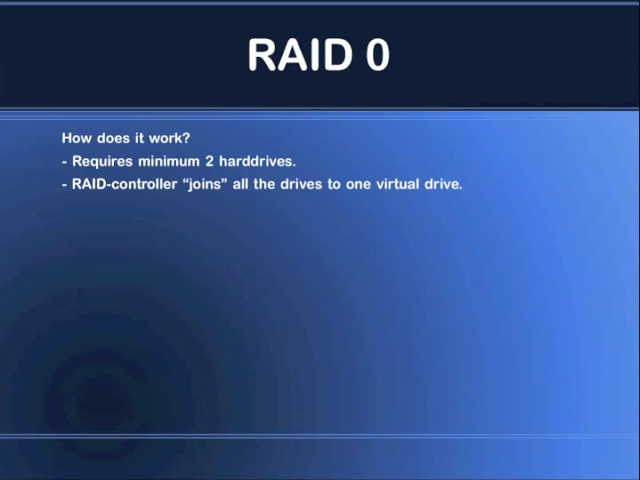 RAID 0
How does it work?
- Requires minimum 2 harddrives.
- RAID-controller “joins” all the drives to one virtual drive.